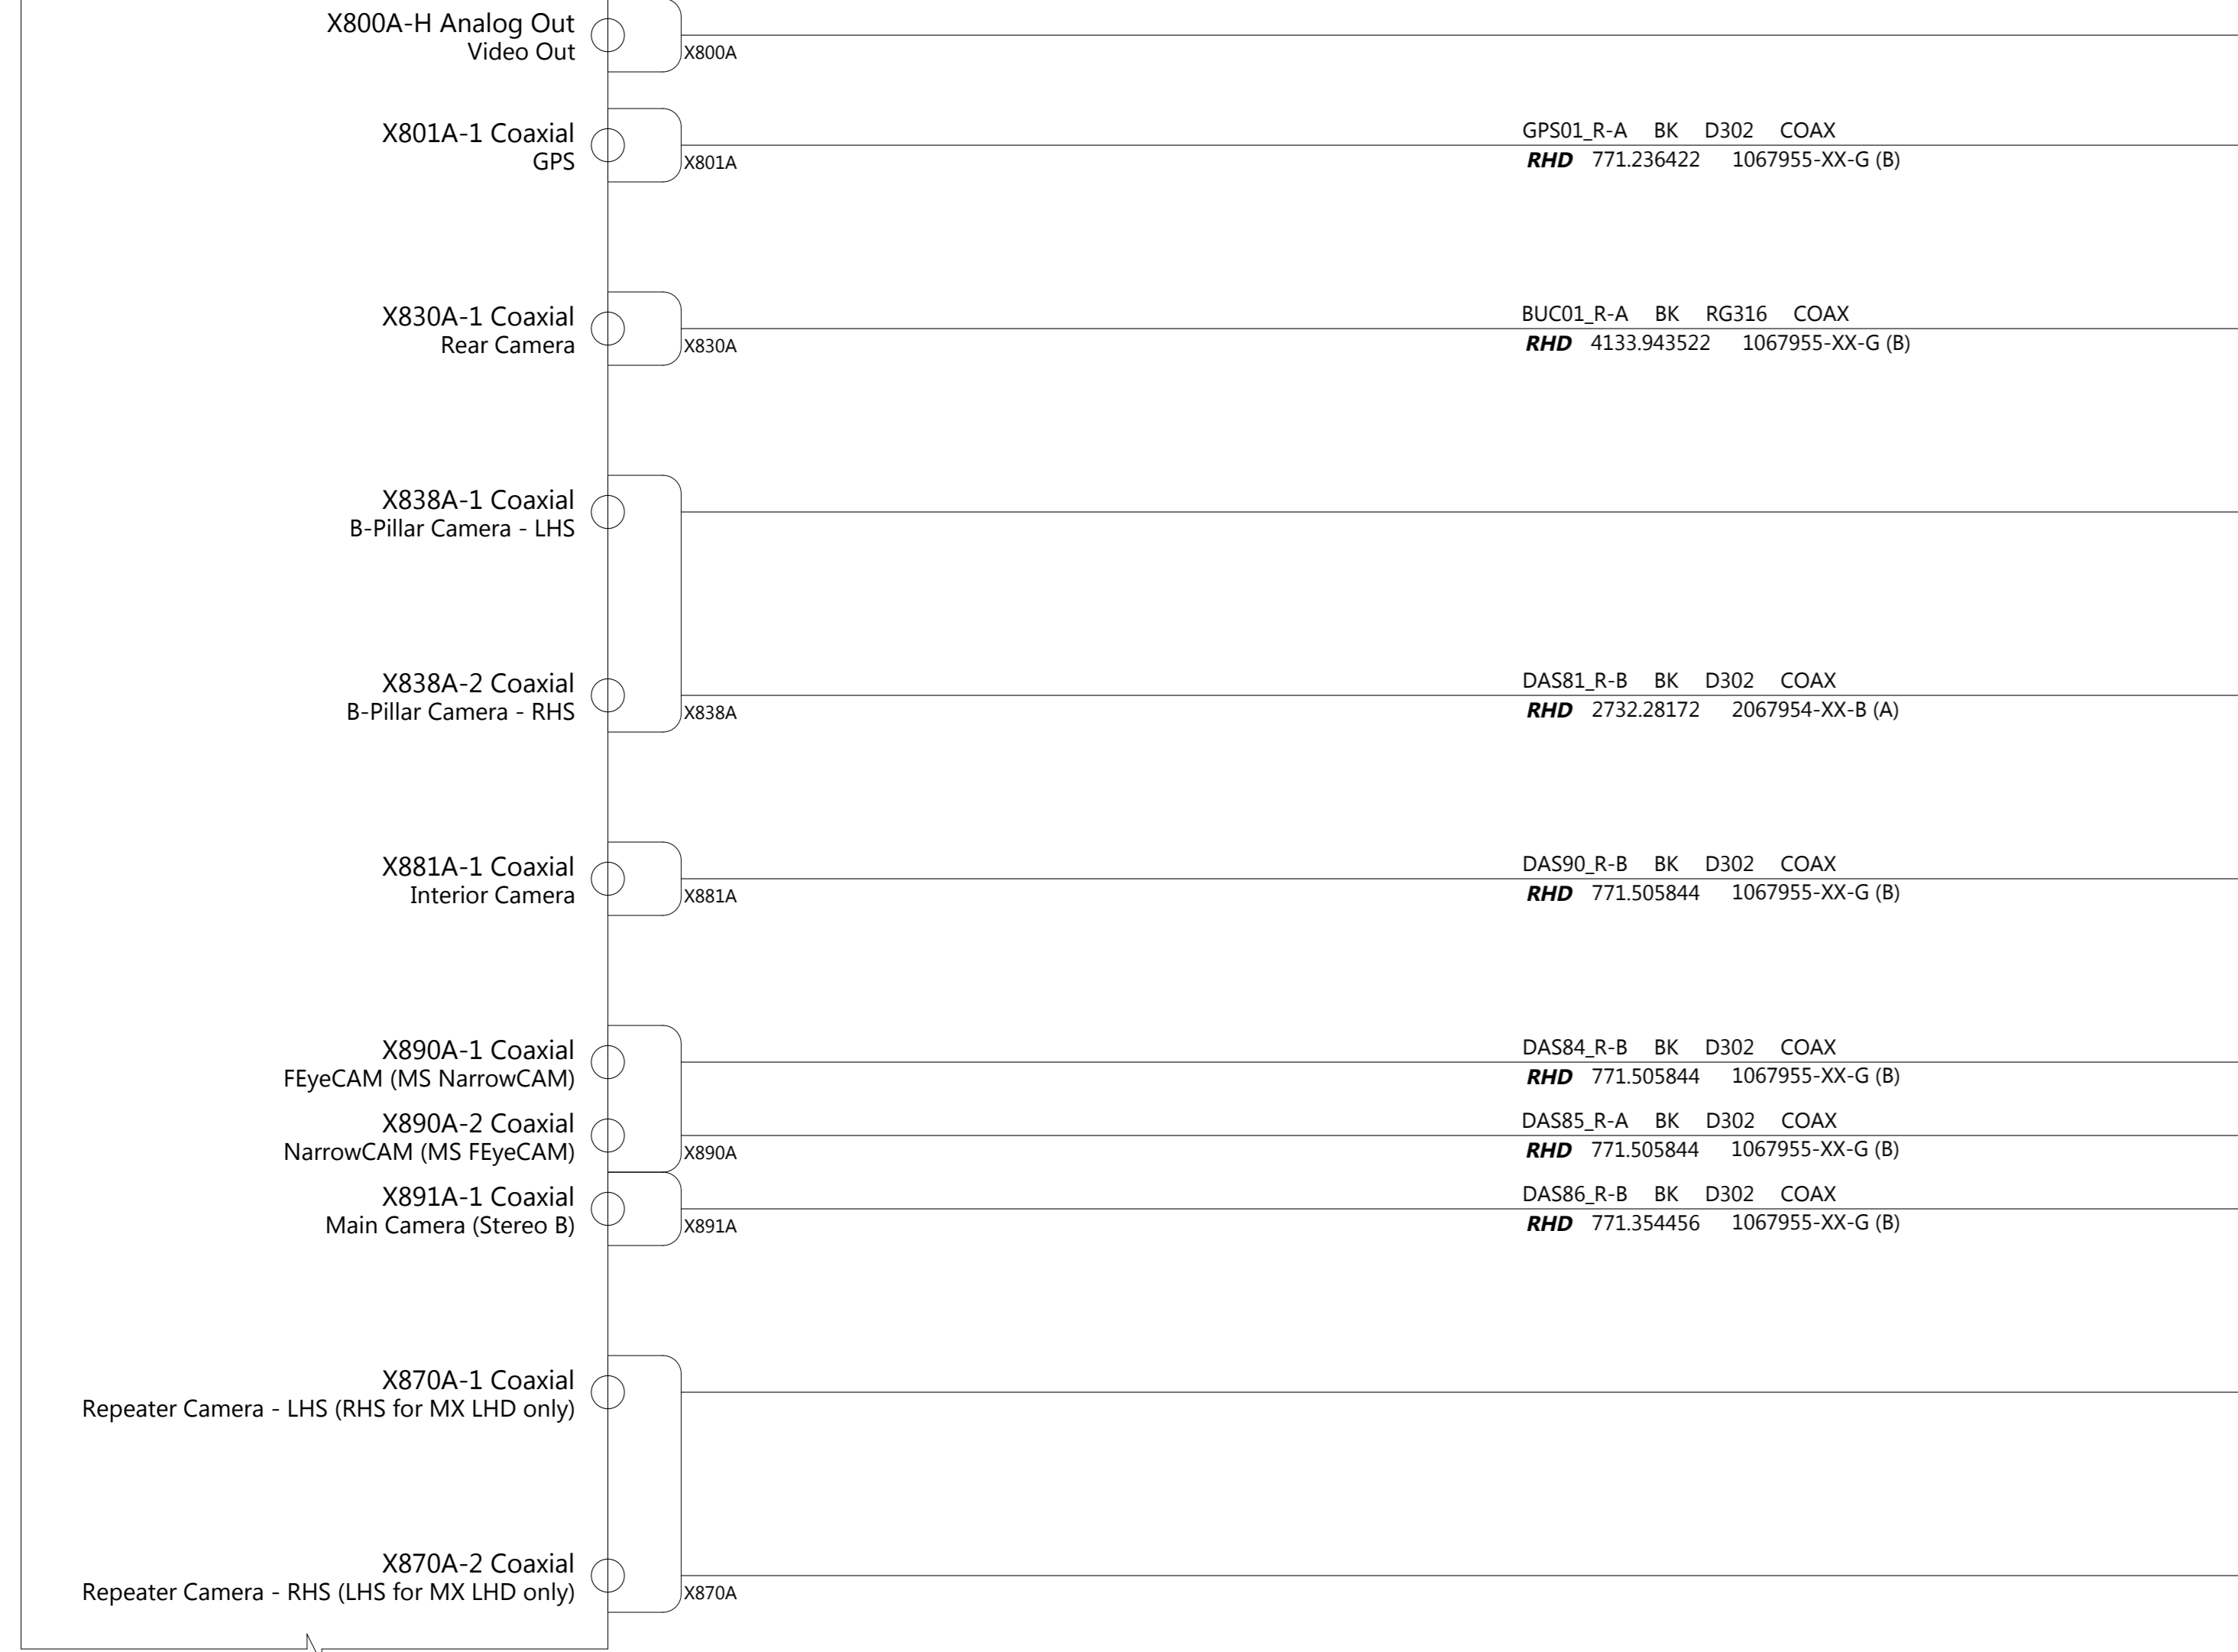 X800A-H Analog Out
Video Out
X800A
X801A-1 Coaxial
GPS
X801A
GPS01_R-A BK D302 COAX
RHD 771.236422 1067955-XX-G (B)
X830A-1 Coaxial
Rear Camera
X830A
BUC01_R-A BK RG316 COAX
RHD 4133.943522 1067955-XX-G (B)
X838A-1 Coaxial
B-Pillar Camera - LHS
X838A-2 Coaxial
B-Pillar Camera - RHS
X838A
DAS81_R-B BK D302 COAX
RHD 2732.28172 2067954-XX-B (A)
X881A-1 Coaxial
Interior Camera
X881A
DAS90_R-B BK D302 COAX
RHD 771.505844 1067955-XX-G (B)
X890A-1 Coaxial
FEyeCAM (MS NarrowCAM)
DAS84_R-B BK D302 COAX
RHD 771.505844 1067955-XX-G (B)
X890A-2 Coaxial
NarrowCAM (MS FEyeCAM)
X890A
DAS85_R-A BK D302 COAX
RHD 771.505844 1067955-XX-G (B)
X891A-1 Coaxial
Main Camera (Stereo B)
X891A
DAS86_R-B BK D302 COAX
RHD 771.354456 1067955-XX-G (B)
X870A-1 Coaxial
Repeater Camera - LHS (RHS for MX LHD only)
X870A-2 Coaxial
Repeater Camera - RHS (LHS for MX LHD only)
X870A